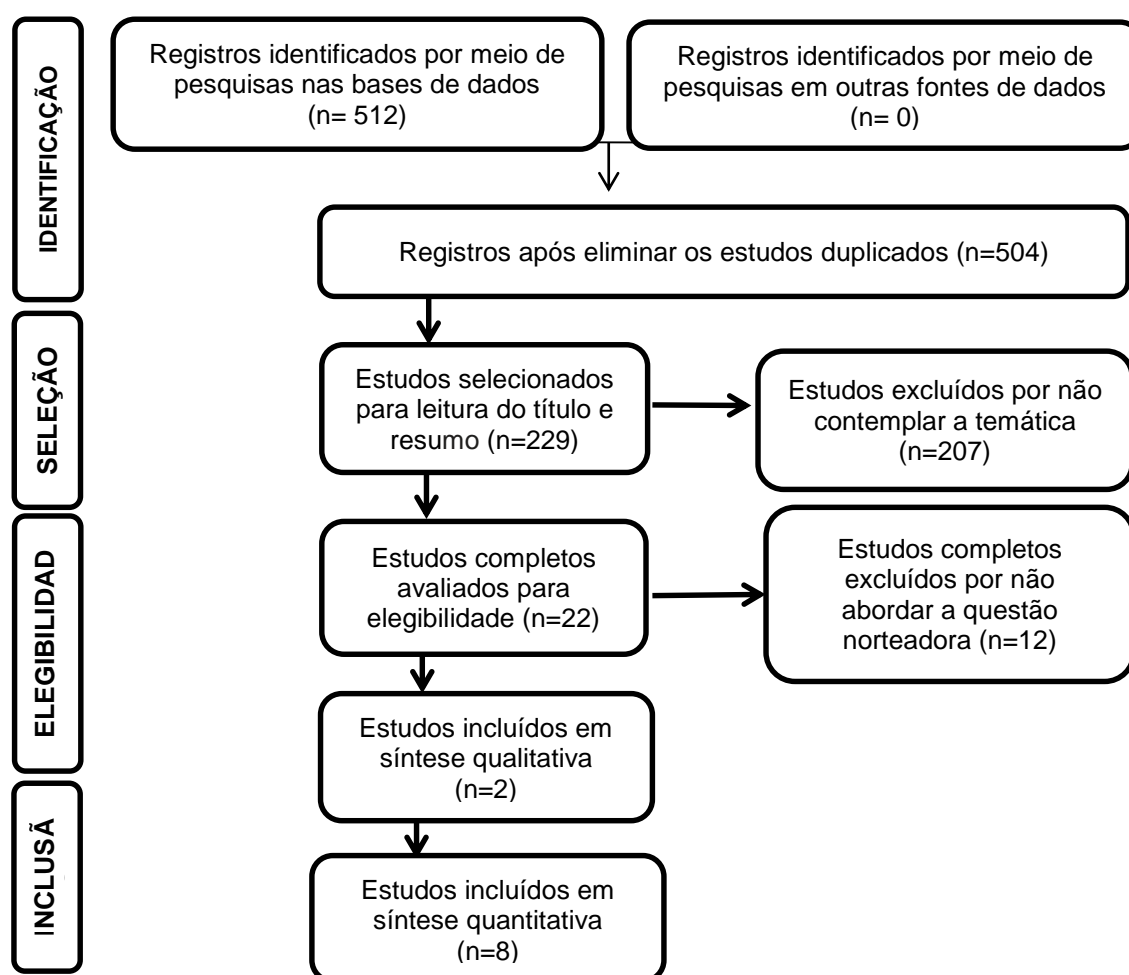 IDENTIFICAÇÃO
Registros identificados por meio de
pesquisas nas bases de dados
(n= 512)
Registros identificados por meio de
pesquisas em outras fontes de dados
(n= 0)
Registros após eliminar os estudos duplicados (n=504)
SELEÇÃO
Estudos selecionados
para leitura do título e
resumo (n=229)
Estudos excluídos por não
contemplar a temática
(n=207)
ELEGIBILIDAD
Estudos completos
avaliados para
elegibilidade (n=22)
Estudos completos
excluídos por não
abordar a questão
norteadora (n=12)
Estudos incluídos em
síntese qualitativa
(n=2)
INCLUSÃ
Estudos incluídos em
síntese quantitativa
(n=8)